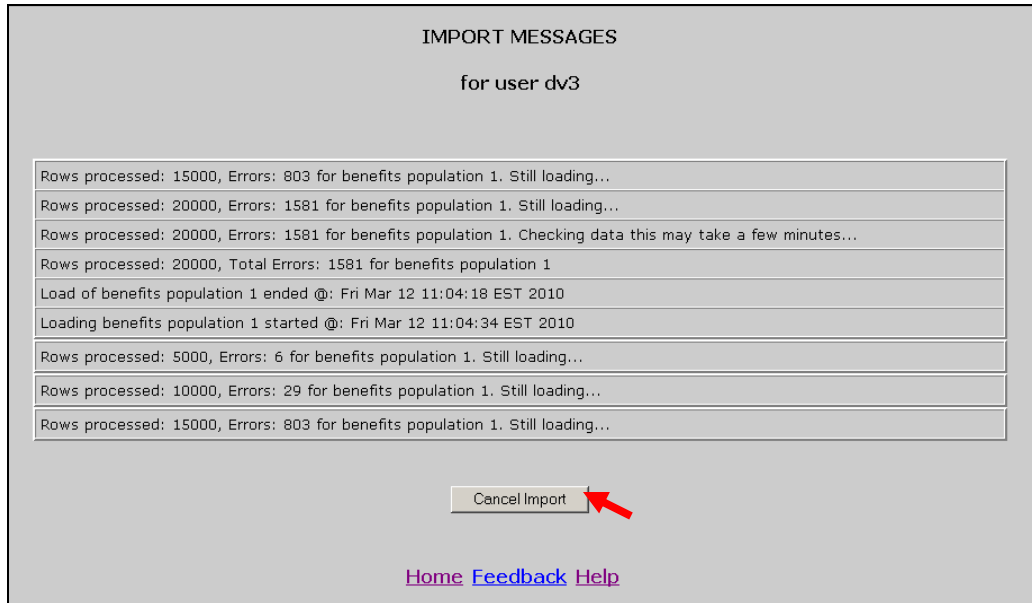 IMPORT MESSAGES
for user dv3
Rows processed: 15000, Errors: 803 for benefits population 1. Still loading...
Rows processed: 20000, Errors: 1581 for benefits population 1. Still loading...
Rows processed: 20000, Errors: 1581 for benefits population 1. Checking data this may take a few minutes...
Rows processed: 20000, Total Errors: 1581 for benefits population 1
Load of benefits population 1 ended @: Fri Mar 12 11:04:18 EST 2010
Loading benefits population 1 started @: Fri Mar 12 11:04:34 EST 2010
Rows processed: 5000, Errors: 6 for benefits population 1. Still loading...
Rows processed: 10000, Errors: 29 for benefits population 1. Still loading...
Rows processed: 15000, Errors: 803 for benefits population 1. Still loading...
Cancel Import
Home Feedback Help